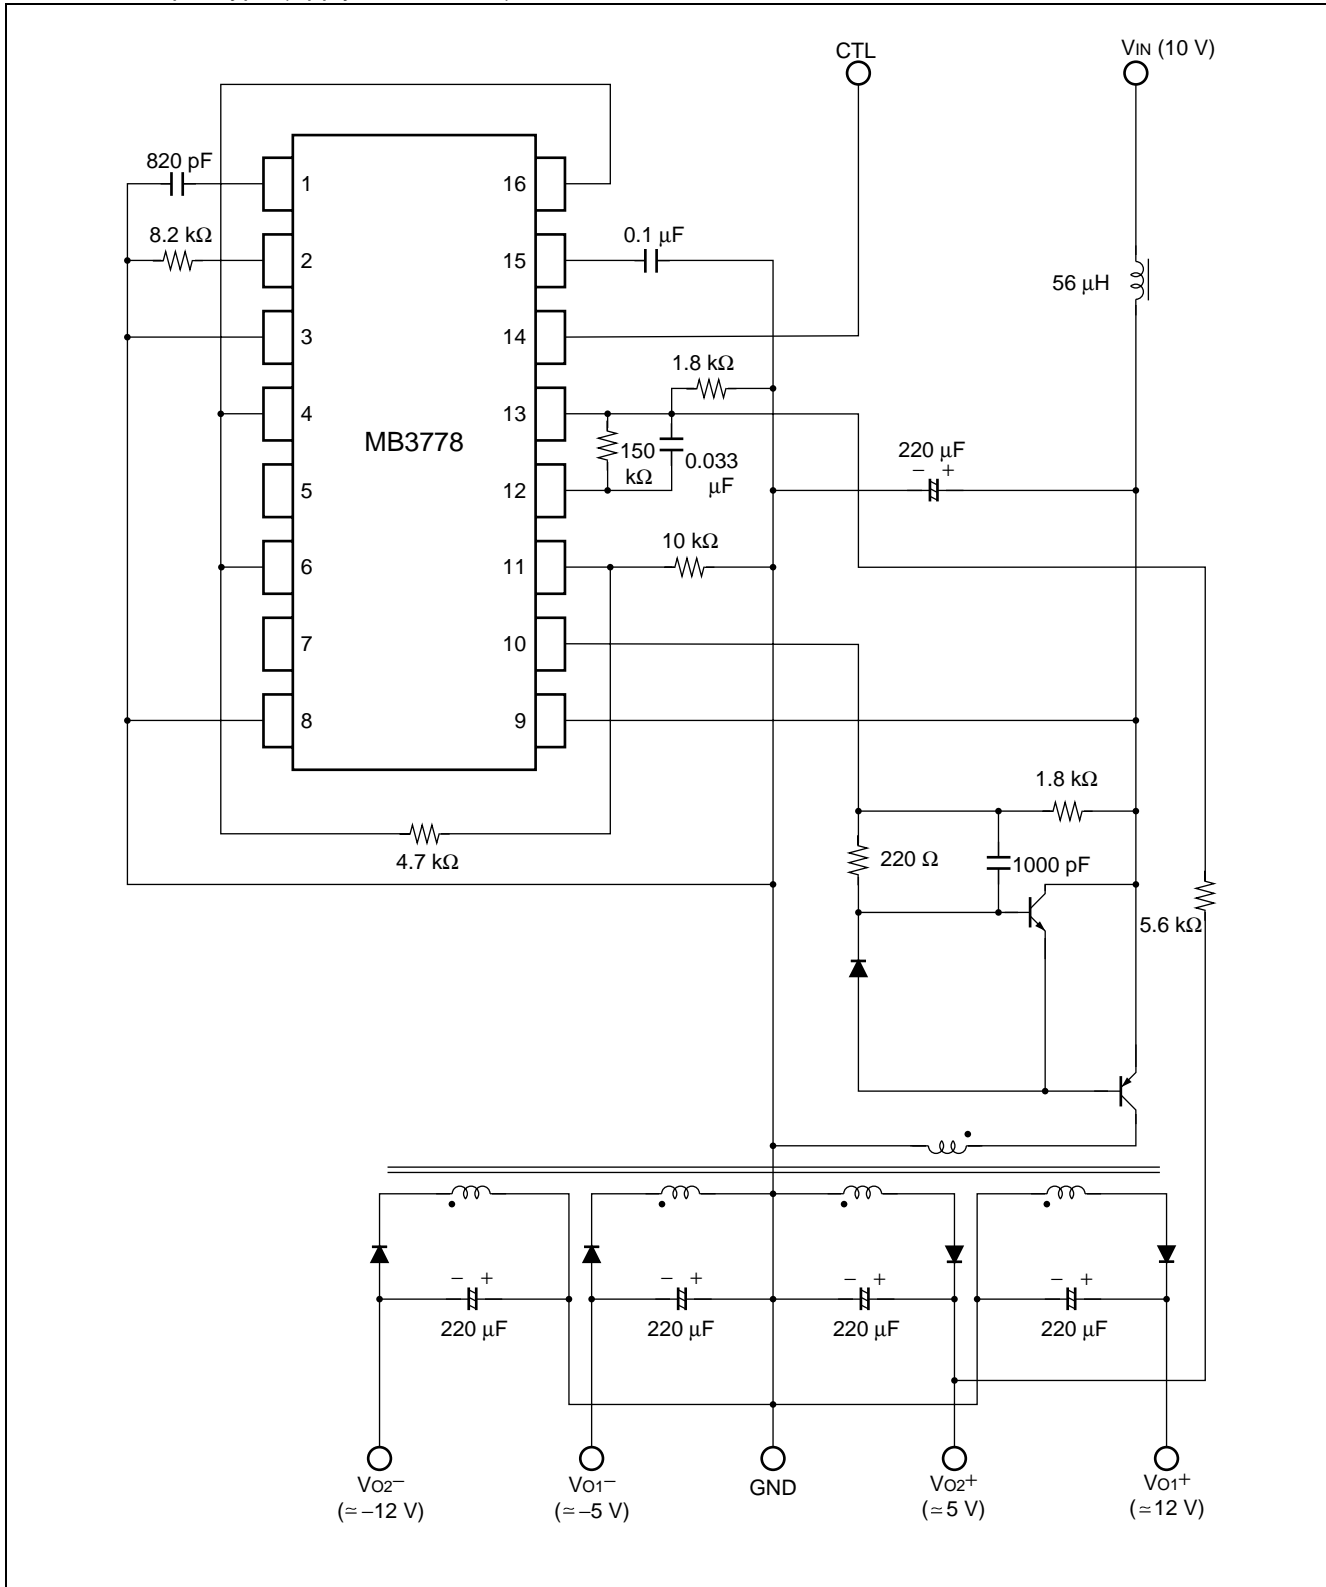 CTL
VIN (10 V)
820 pF
1
16
8.2 kΩ
0.1 μF
2
15
56 μH
3
14
1.8 kΩ
4
13
MB3778
150
kΩ
0.033
μF
220 μF
− +
5
12
10 kΩ
6
11
7
10
8
9
1.8 kΩ
4.7 kΩ
220 Ω
1000 pF
5.6 kΩ
− +
− +
− +
− +
220 μF
220 μF
220 μF
220 μF
VO2−
(≃ −12 V)
VO1−
(≃ −5 V)
GND
VO2+
(≃ 5 V)
VO1+
(≃ 12 V)